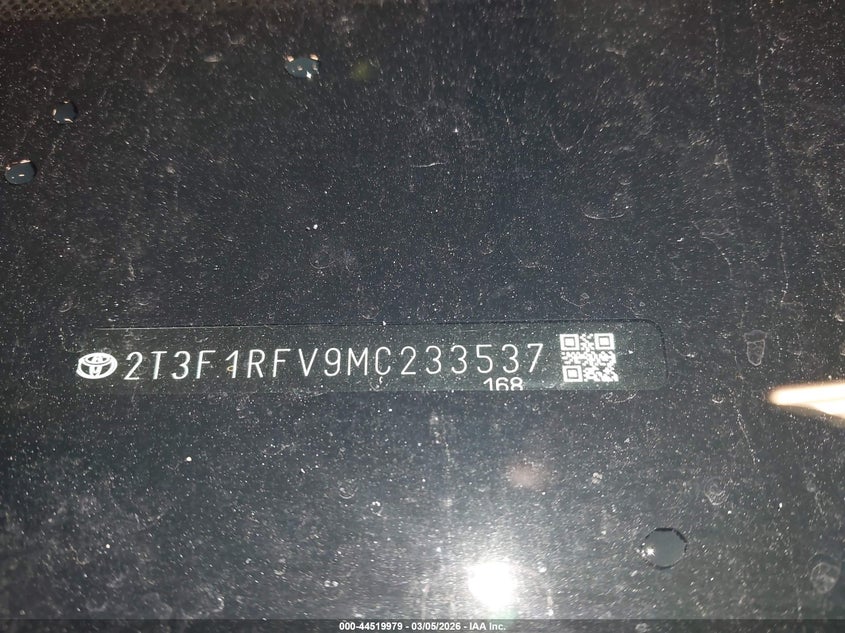 2T3F1RFV9MC233537
168
000-44519979 - 03/05/2026 - IAA Inc.